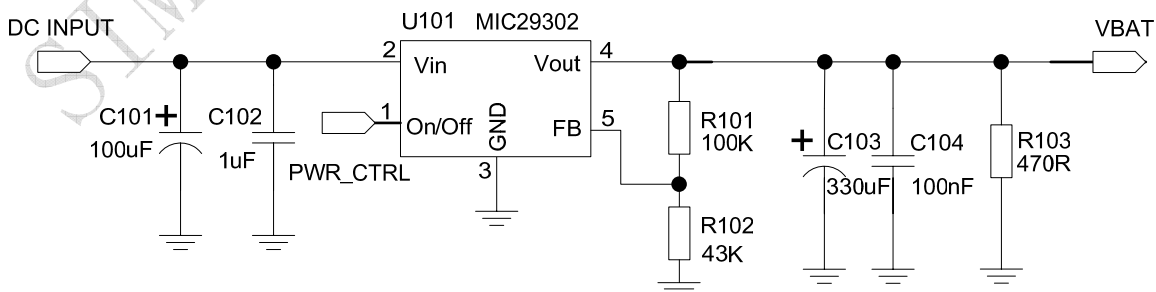 SIM
DC INPUT
U101 MIC29302
VBAT
2
4
Vin
Vout
C101
+
100uF
C102
1uF
1
On/Off
GND
FB
5
PWR_CTRL
3
R101
100K
R102
43K
+
C103
330uF
C104
100nF
R103
470R